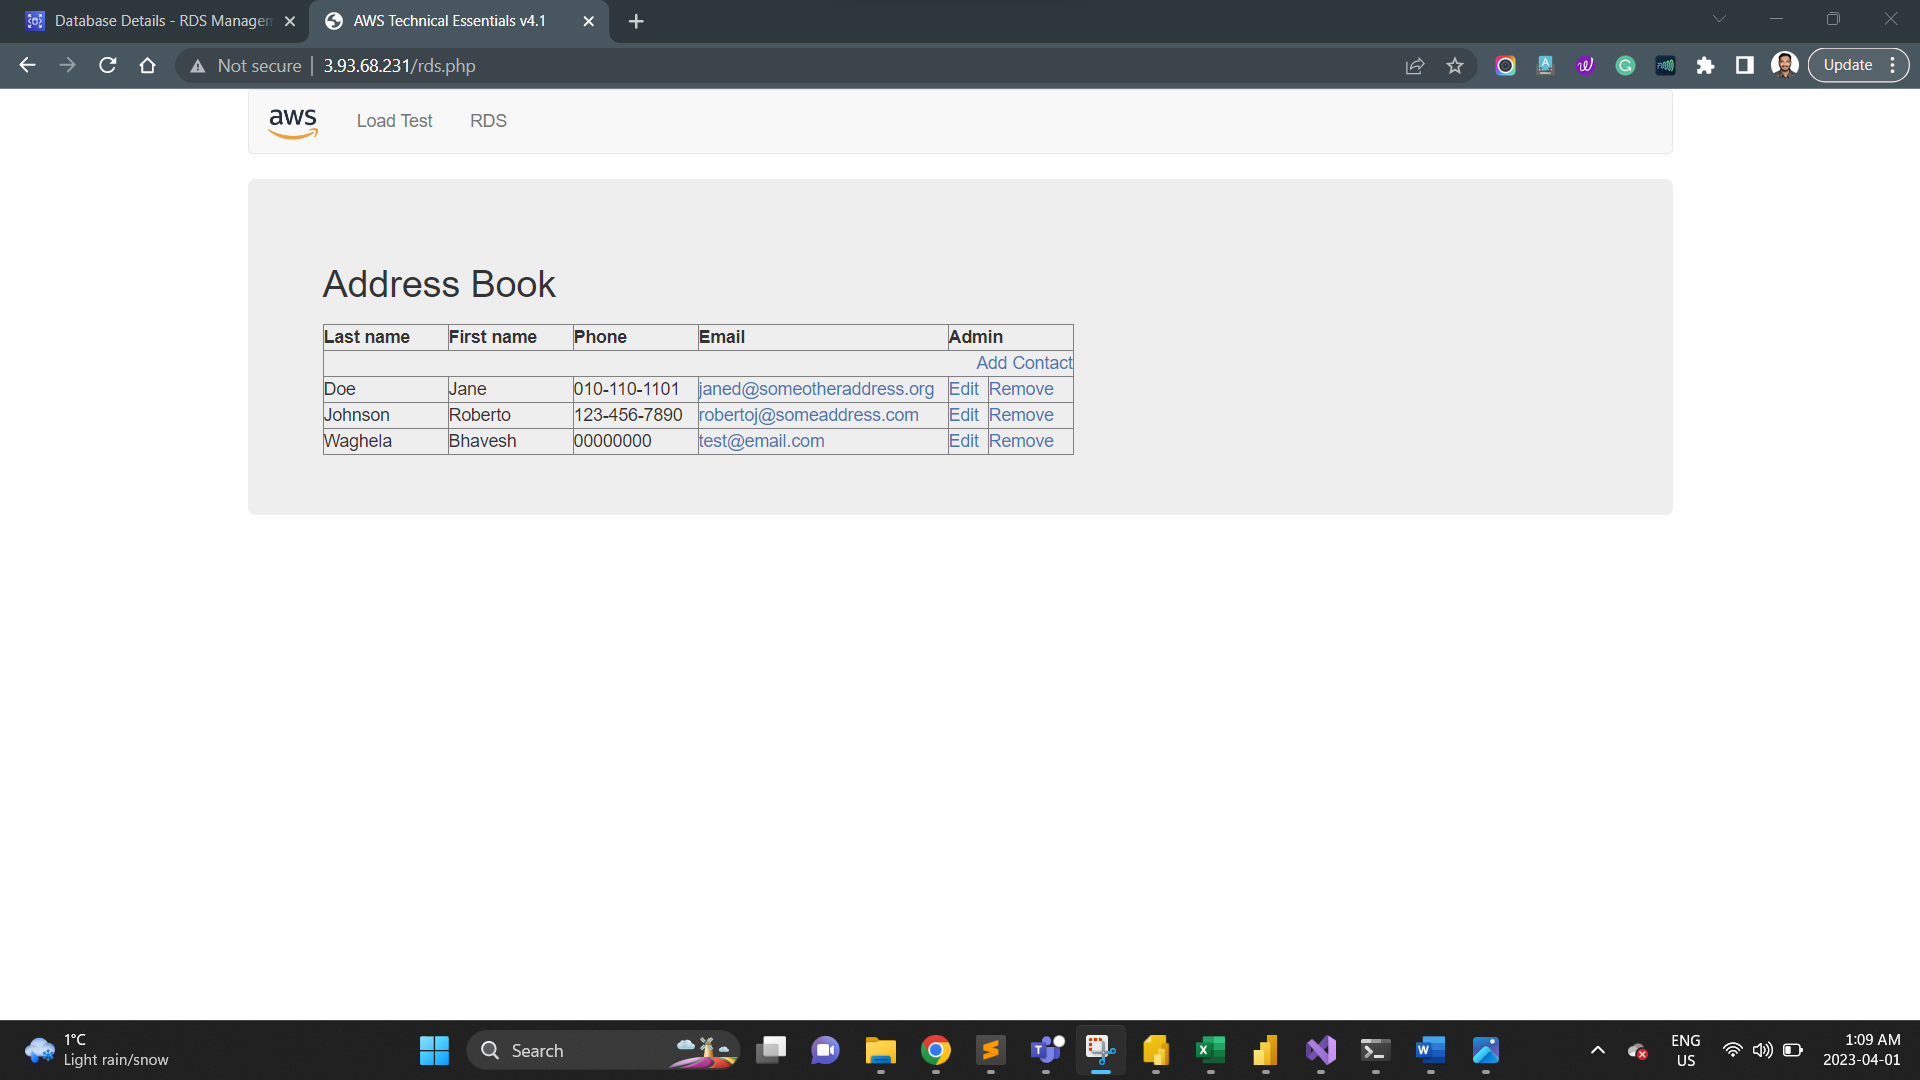 Database Details - RDS Managem
AWS Technical Essentials v4.1
Not secure 3.93.68.231/rds.php
Update
aws Load Test RDS
Address Book
Last name First name Phone Email Admin
Add Contact
Doe Jane 010-110-1101 janed@someotheraddress.org Edit Remove
Johnson Roberto 123-456-7890 robertoj@someaddress.com Edit Remove
Waghela Bhavesh 00000000 test@email.com Edit Remove
1°C
Light rain/snow
Search
ENG
US
1:09 AM
2023-04-01